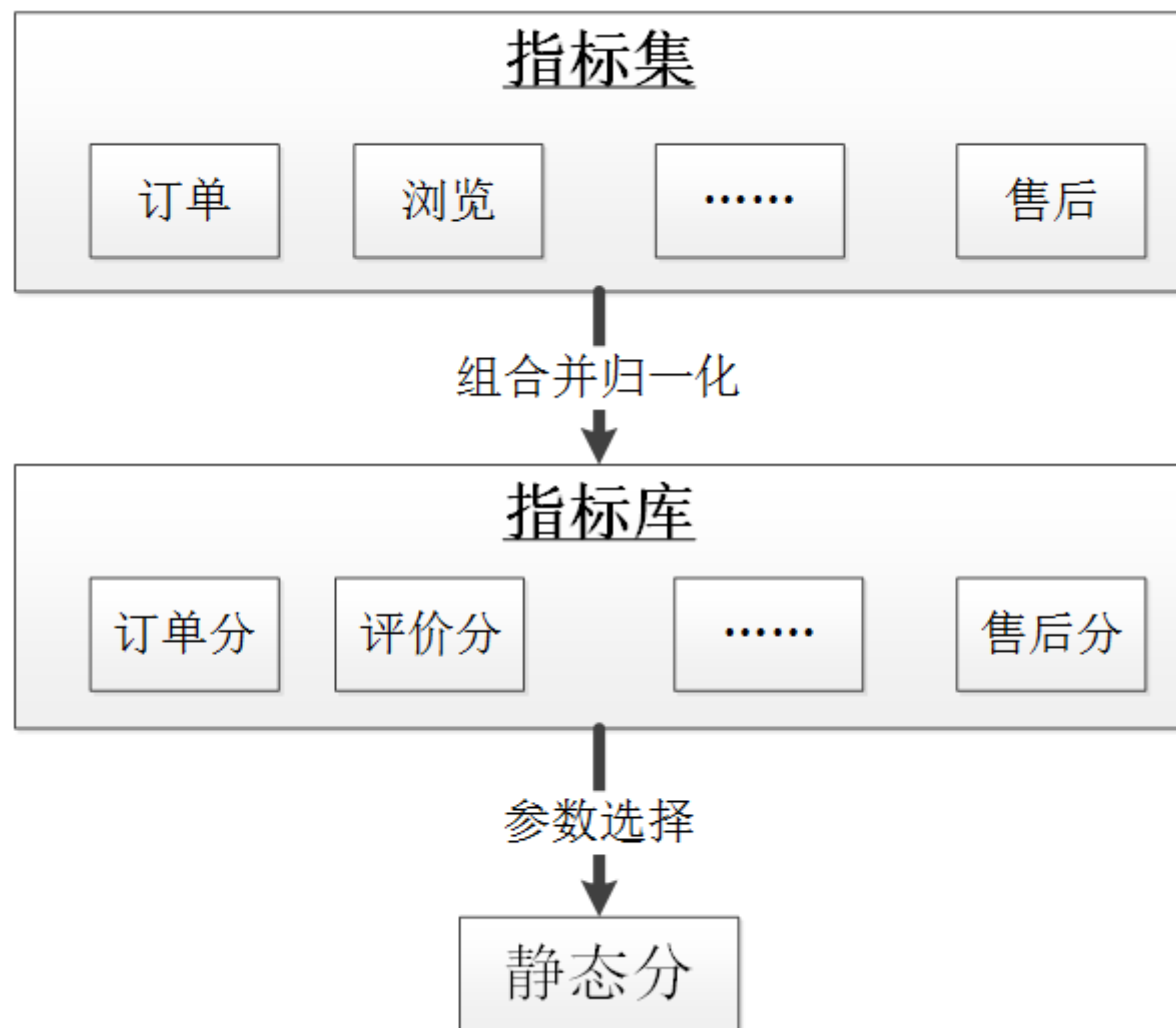 指标集
订单
浏览
……
售后
组合并归一化
指标库
订单分
评价分
……
售后分
参数选择
静态分